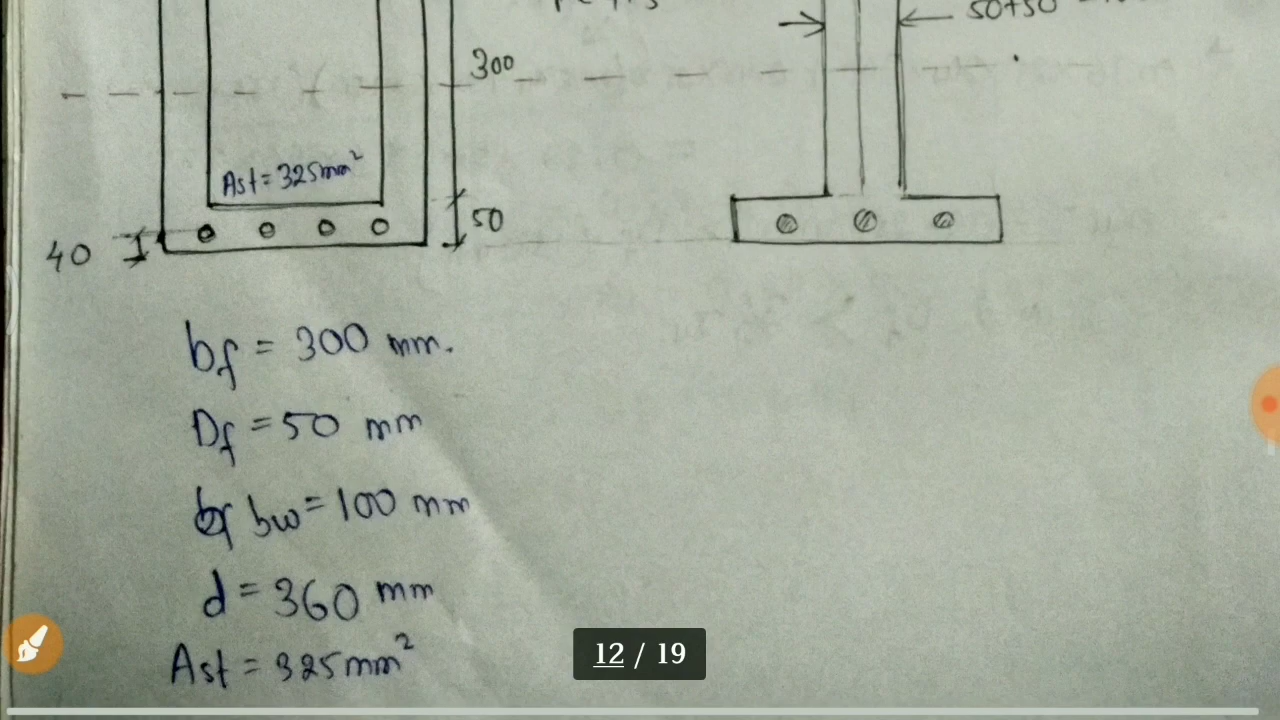 50+50
300
Ast = 325mm²
50
40
bf = 300 mm.
Df = 50 mm
bw = 100 mm
d = 360 mm
Ast = 325mm²
12 / 19